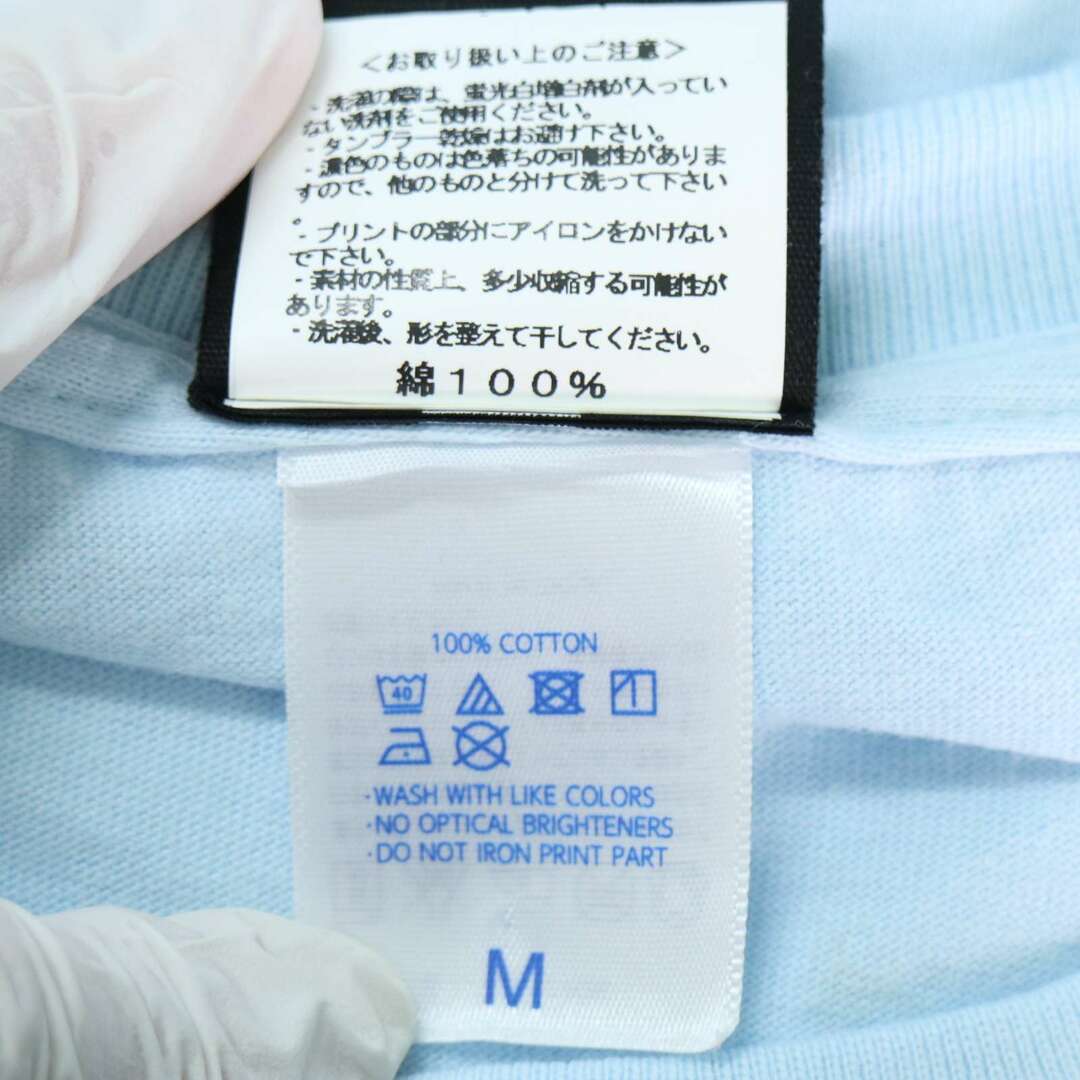 ＜お取り扱い上のご注意＞
・洗濯の際は、蛍光白増白剤が入ってい
ない洗剤をご使用ください。
・タンブラー乾燥はお避け下さい。
・濃色のものは色落ちの可能性がありま
すので、他のものと分けて洗って下さい
。
・プリントの部分にアイロンをかけない
で下さい。
・素材の性質上、多少収縮する可能性が
あります。
・洗濯後、形を整えて干してください。
綿１００％
100% COTTON
40
·WASH WITH LIKE COLORS
·NO OPTICAL BRIGHTENERS
·DO NOT IRON PRINT PART
M